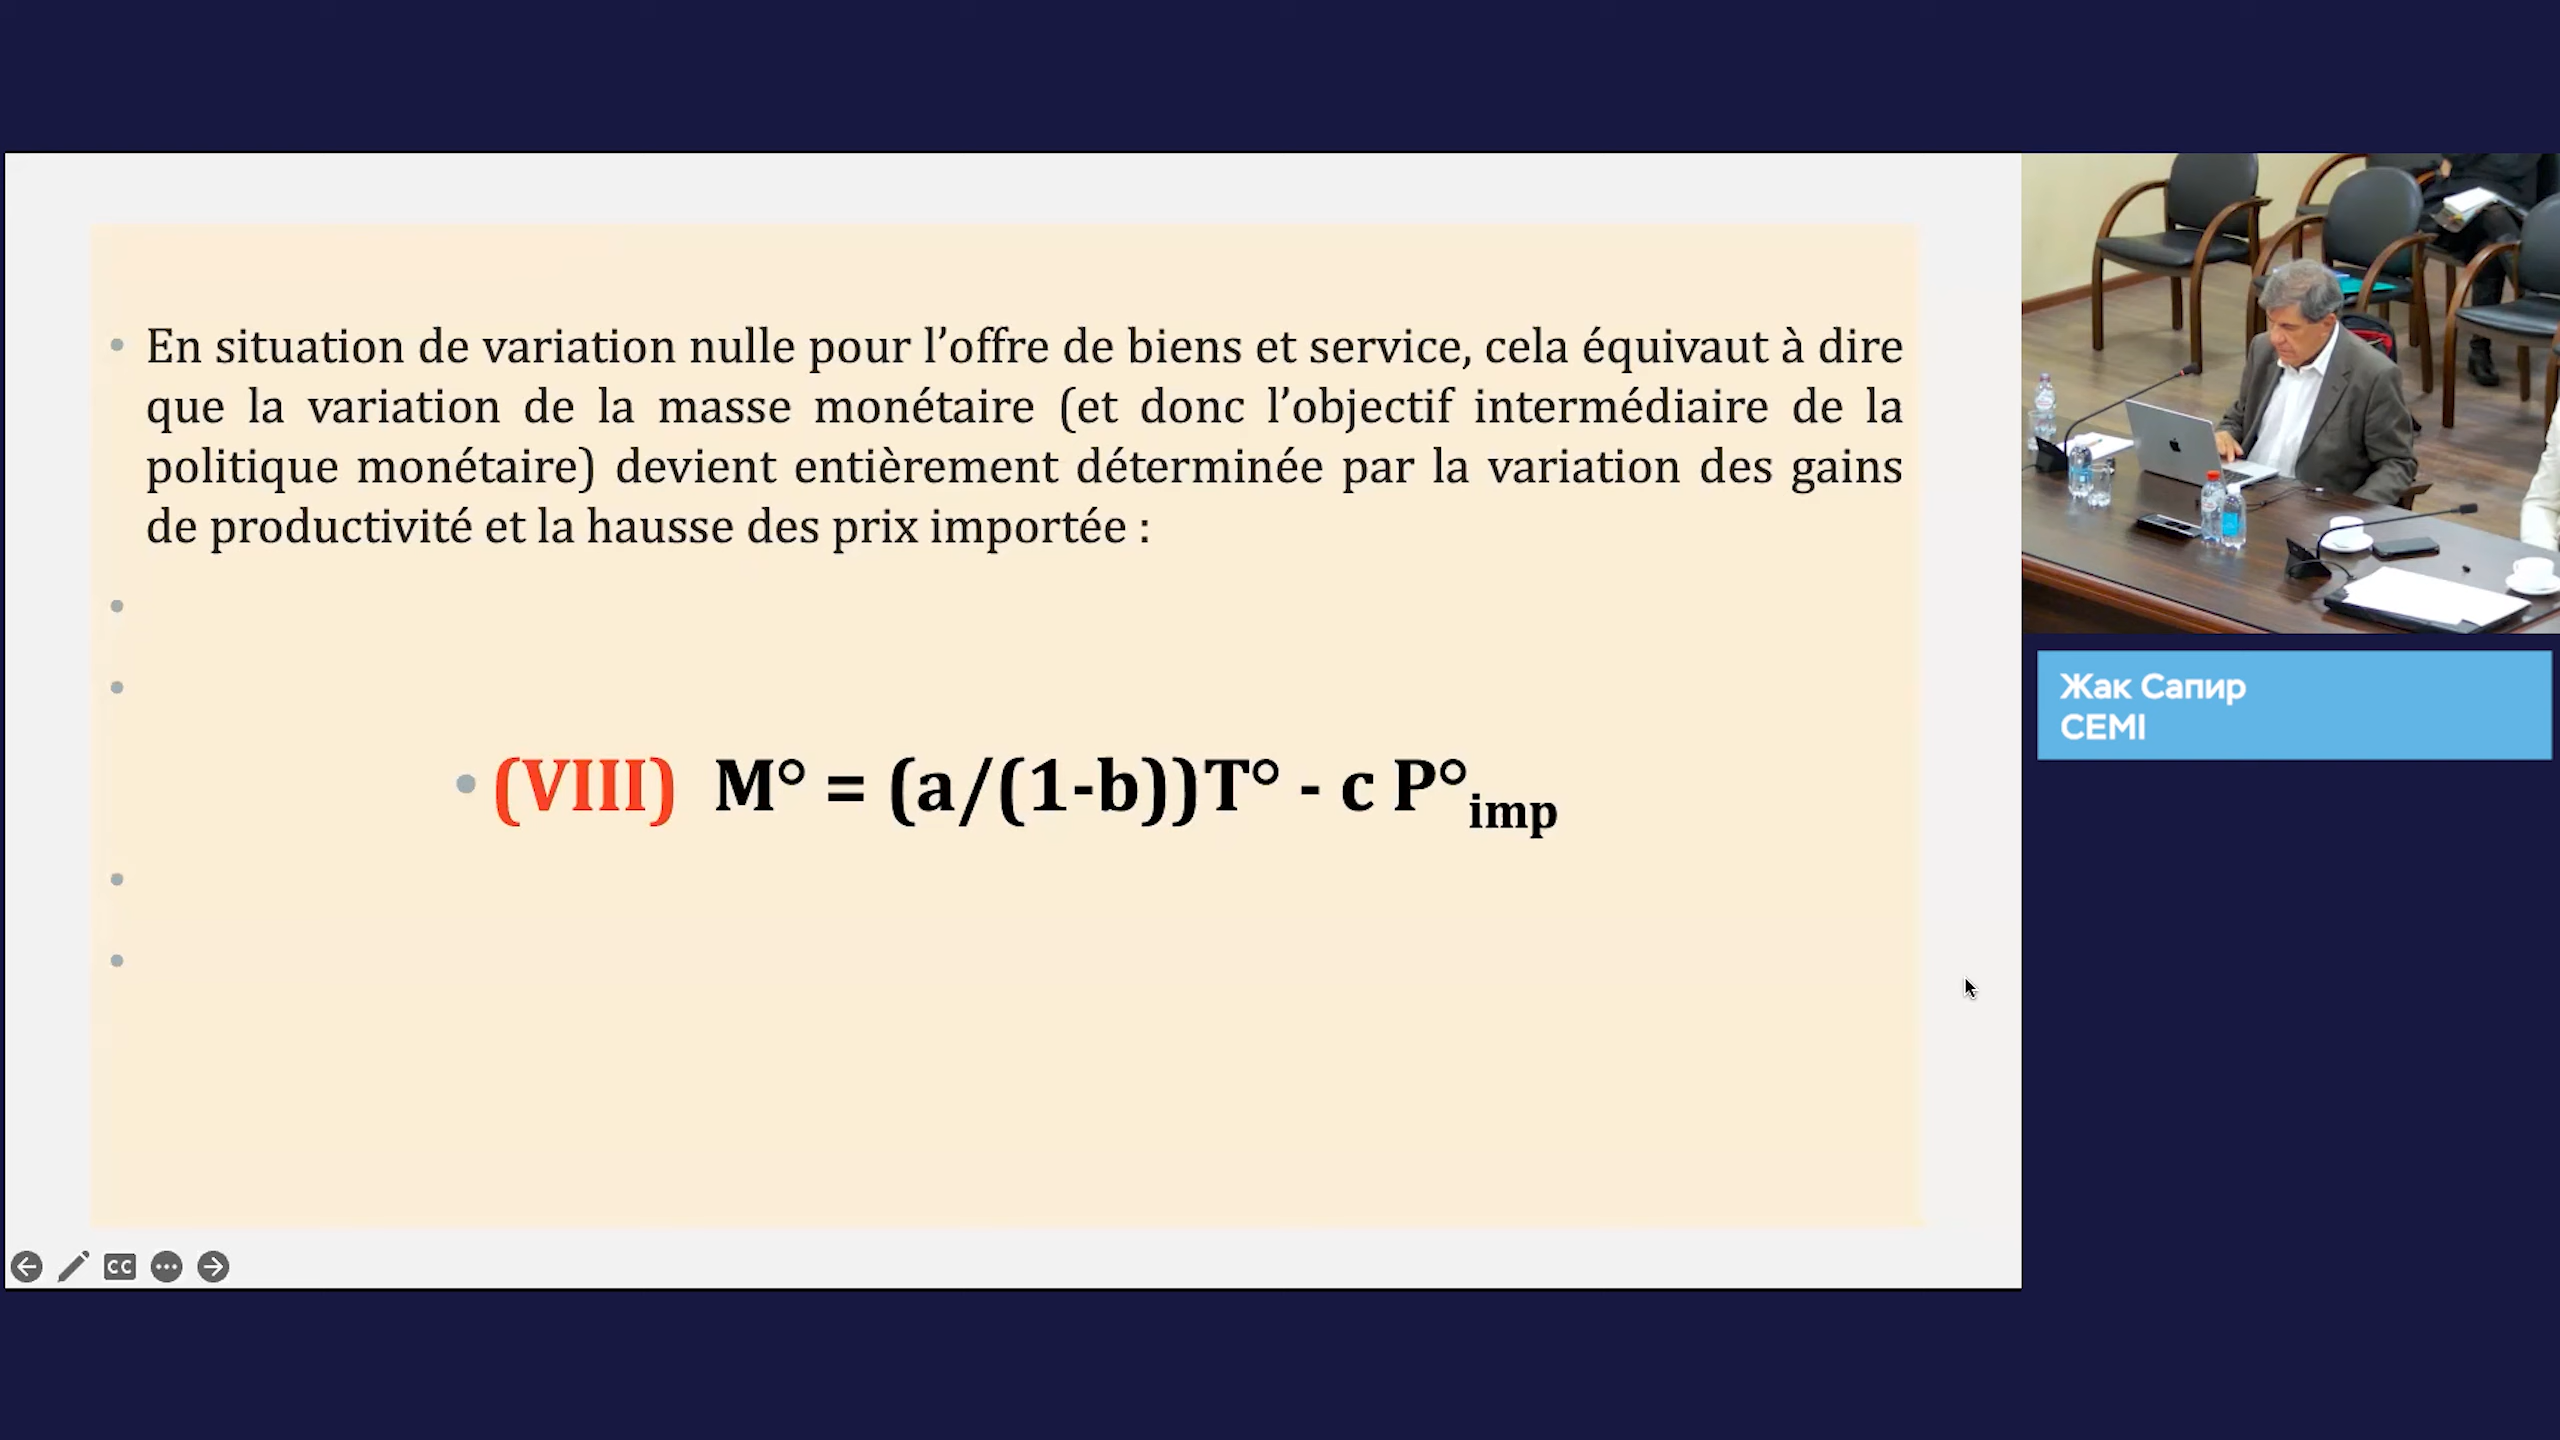 En situation de variation nulle pour l’offre de biens et service, cela équivaut à dire
que la variation de la masse monétaire (et donc l’objectif intermédiaire de la
politique monétaire) devient entièrement déterminée par la variation des gains
de productivité et la hausse des prix importée :
(VIII) M° = (a/(1-b))T° - c P°imp
Жак Сапир
CEMI
CC